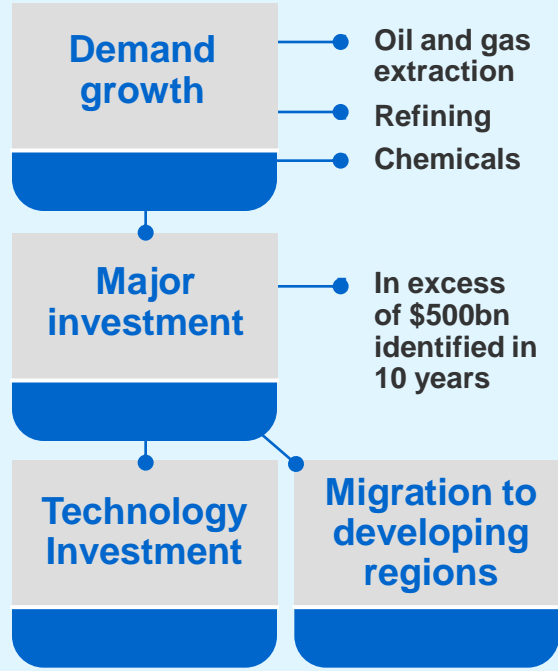 Demand
growth
Oil and gas
extraction
Refining
Chemicals
Major
investment
In excess
of $500bn
identified in
10 years
Technology
Investment
Migration to
developing
regions